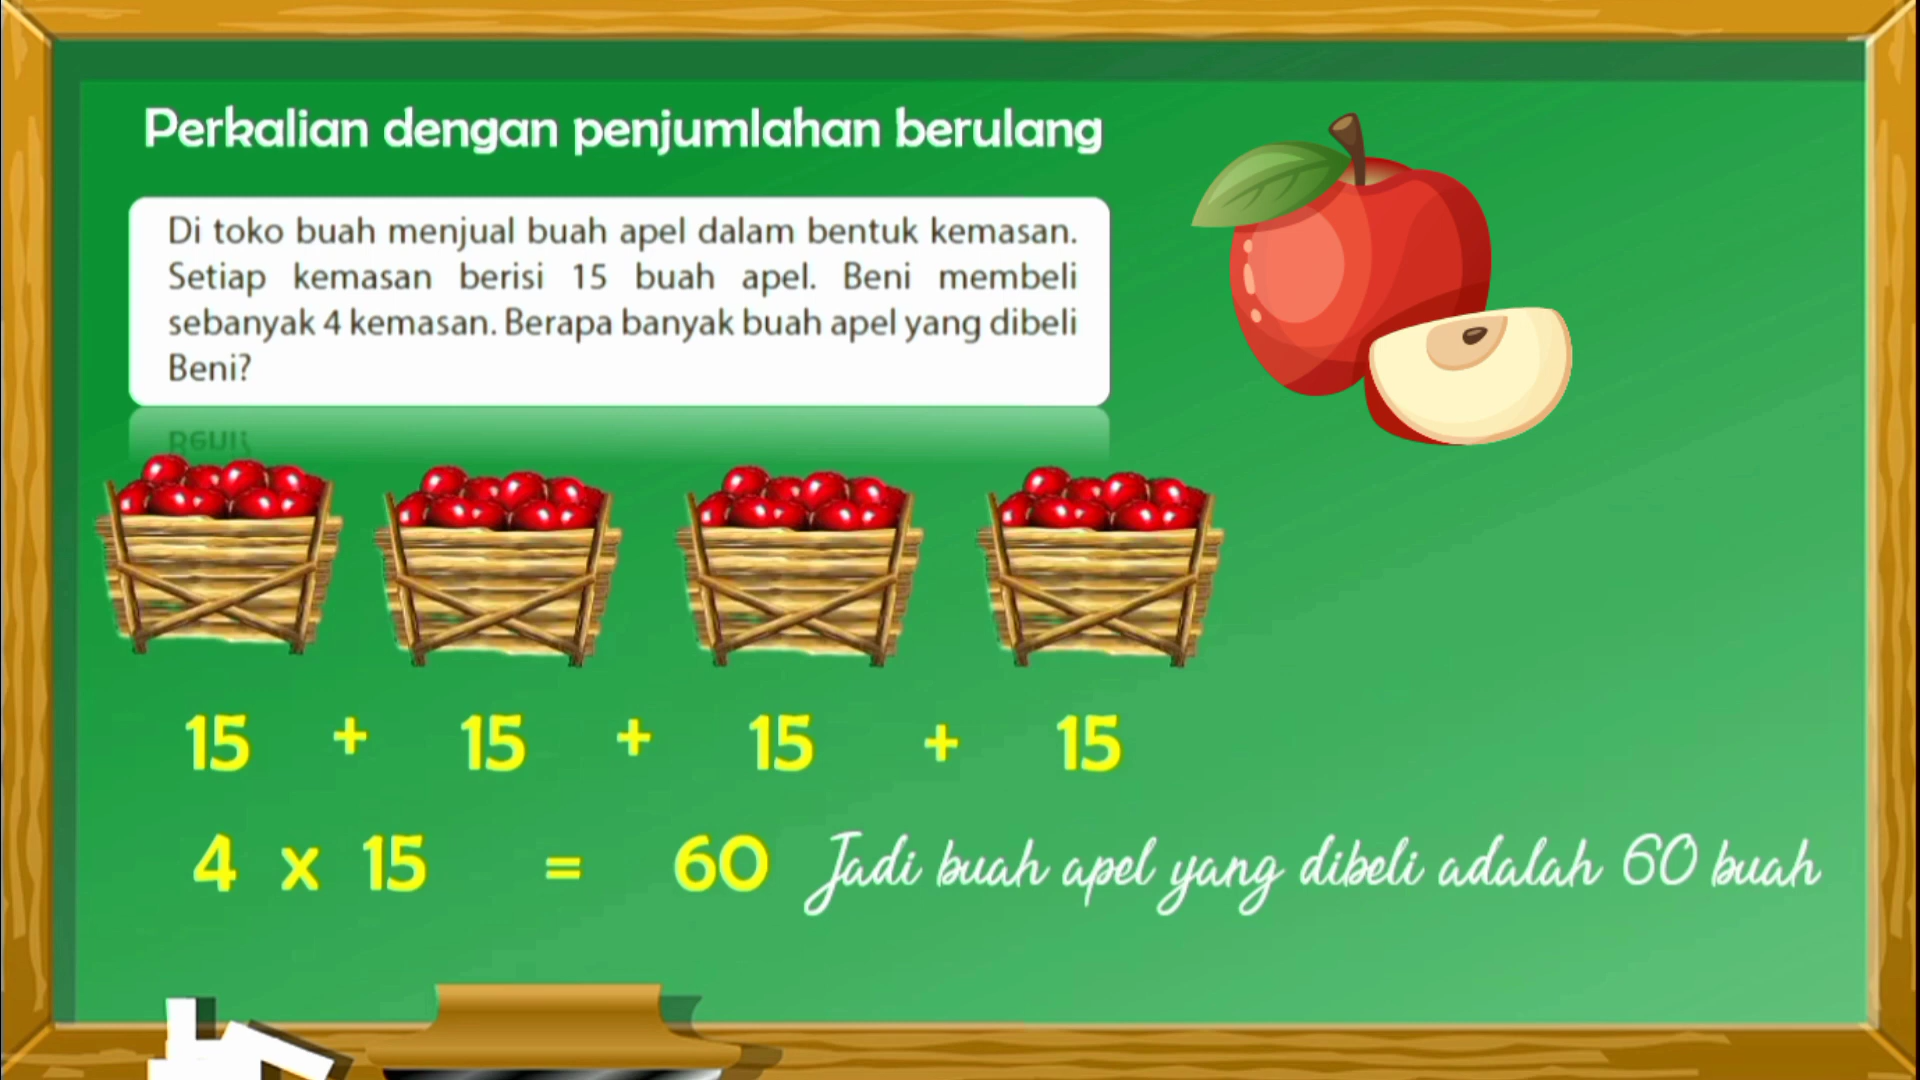 Perkalian dengan penjumlahan berulang
Di toko buah menjual buah apel dalam bentuk kemasan.
Setiap kemasan berisi 15 buah apel. Beni membeli
sebanyak 4 kemasan. Berapa banyak buah apel yang dibeli
Beni?
15 + 15 + 15 + 15
4 x 15 = 60 Jadi buah apel yang dibeli adalah 60 buah